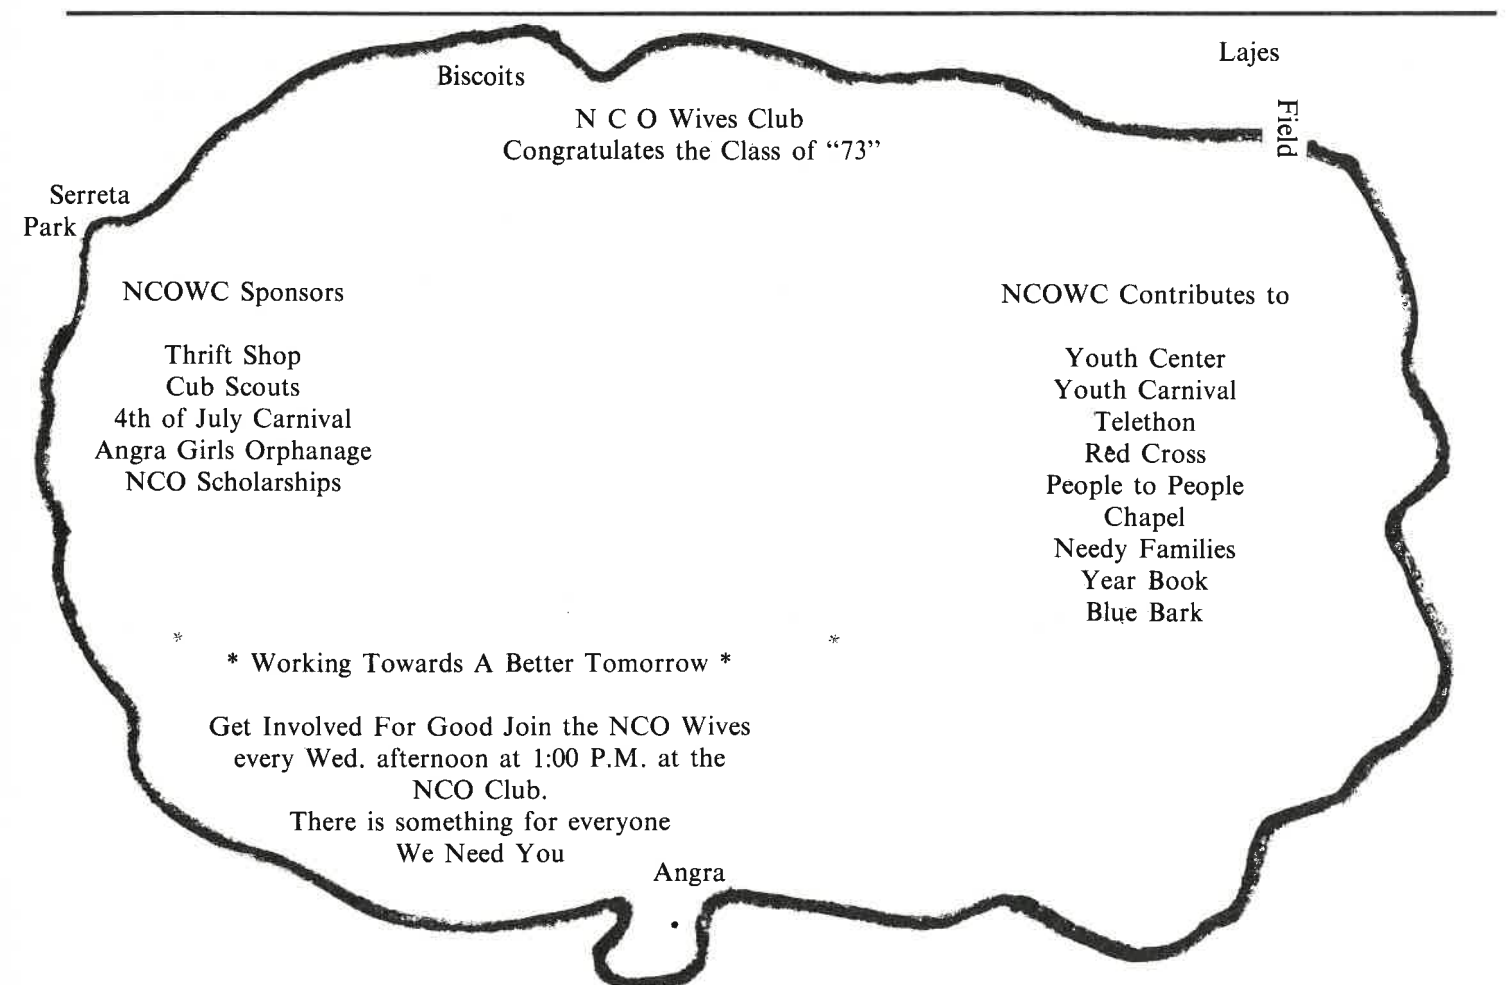 Lajes
Field
Biscoits
N C O Wives Club
Congratulates the Class of “73”
Serreta
Park
NCOWC Sponsors
Thrift Shop
Cub Scouts
4th of July Carnival
Angra Girls Orphanage
NCO Scholarships
NCOWC Contributes to
Youth Center
Youth Carnival
Telethon
Red Cross
People to People
Chapel
Needy Families
Year Book
Blue Bark
* *
* Working Towards A Better Tomorrow *
Get Involved For Good Join the NCO Wives
every Wed. afternoon at 1:00 P.M. at the
NCO Club.
There is something for everyone
We Need You
Angra